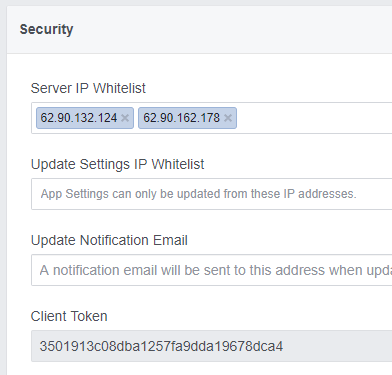 Security
Server IP Whitelist
62.90.132.124 × 62.90.162.178 ×
Update Settings IP Whitelist
App Settings can only be updated from these IP addresses.
Update Notification Email
A notification email will be sent to this address when upda
Client Token
3501913c08dba1257fa9dda19678dca4